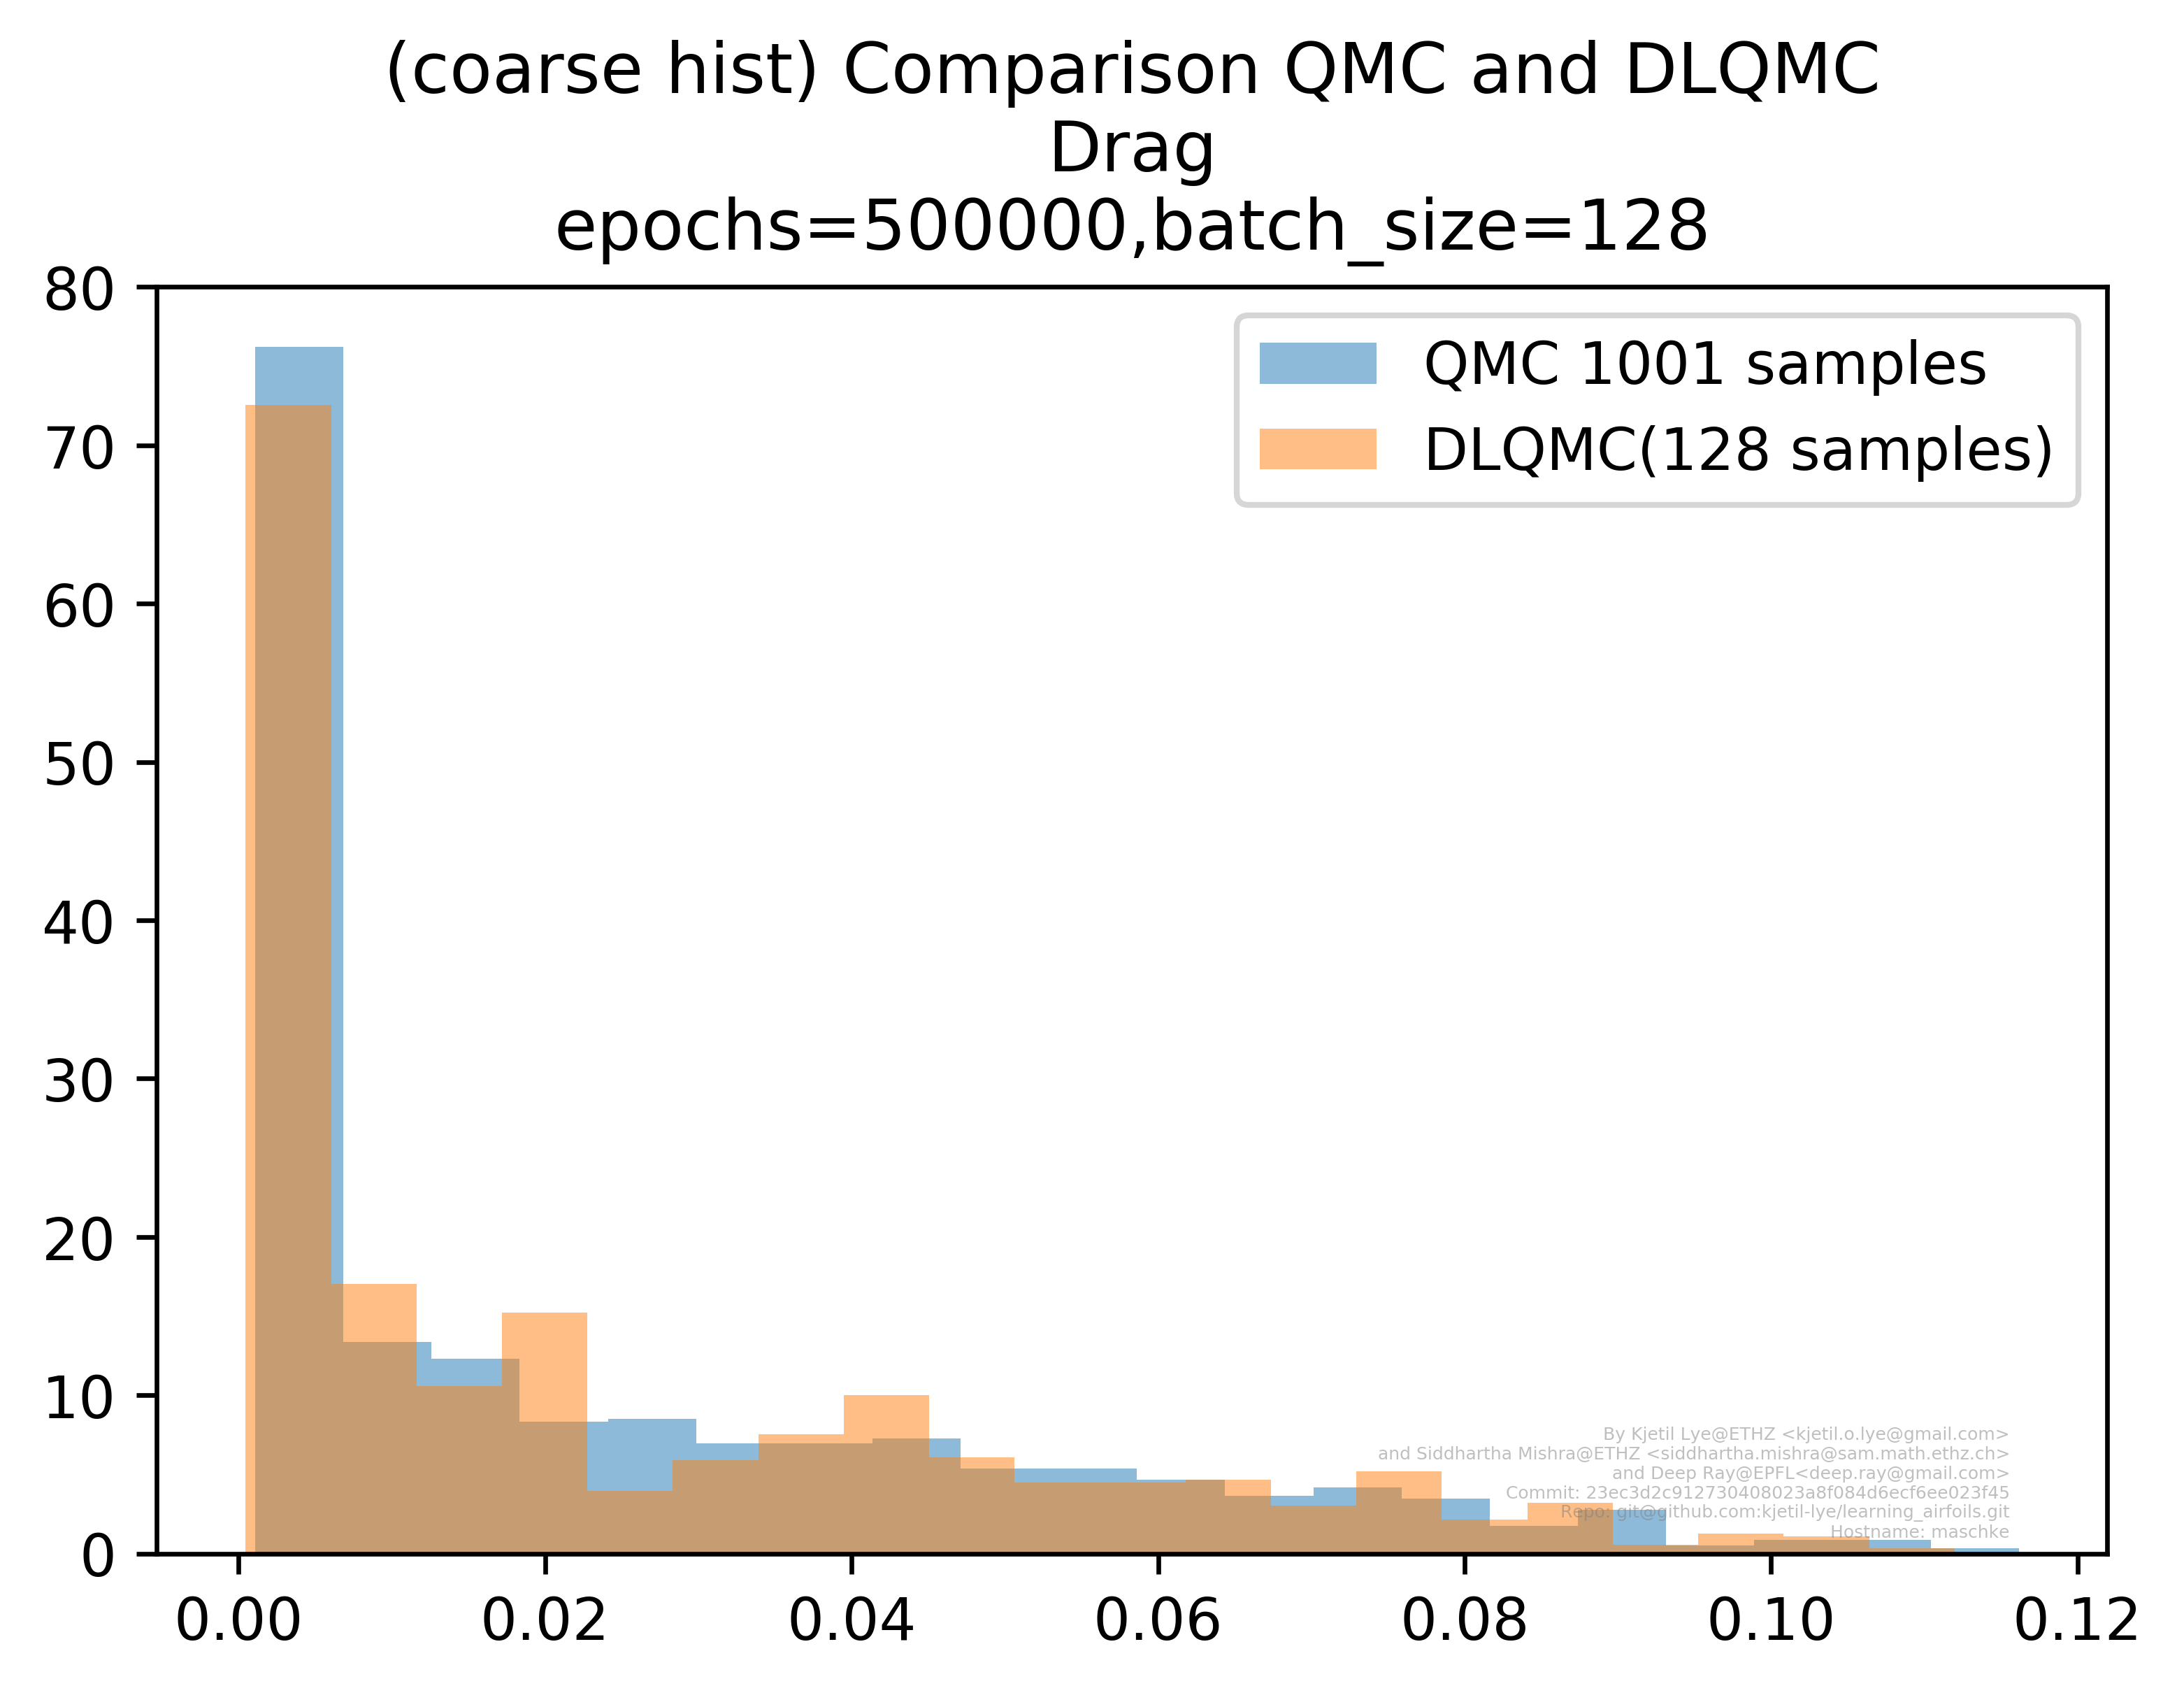 (coarse hist) Comparison QMC and DLQMC
Drag
epochs=500000,batch_size=128
80
70
60
50
40
30
20
10
0
QMC 1001 samples
DLQMC(128 samples)
By Kjetil Lye@ETHZ <kjetil.o.lye@gmail.com>
and Siddhartha Mishra@ETHZ <siddhartha.mishra@sam.math.ethz.ch>
and Deep Ray@EPFL<deep.ray@gmail.com>
Commit: 23ec3d2c912730408023a8f084d6ecf6ee023f45
Repo: git@github.com:kjetil-lye/learning_airfoils.git
Hostname: maschke
0.00 0.02 0.04 0.06 0.08 0.10 0.12